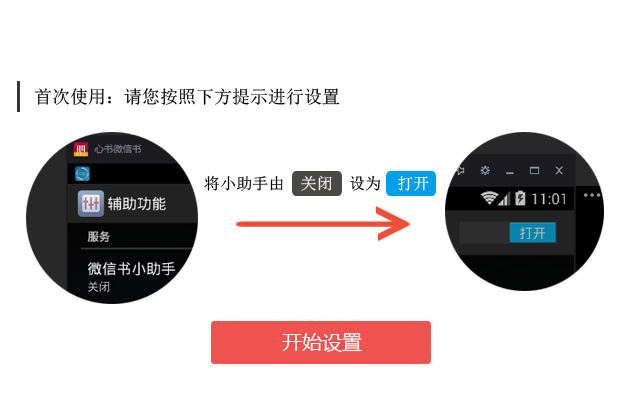 首次使用：请您按照下方提示进行设置
心书微信书
辅助功能
服务
微信书小助手
关闭
将小助手由 关闭 设为 打开
11:01
打开
开始设置